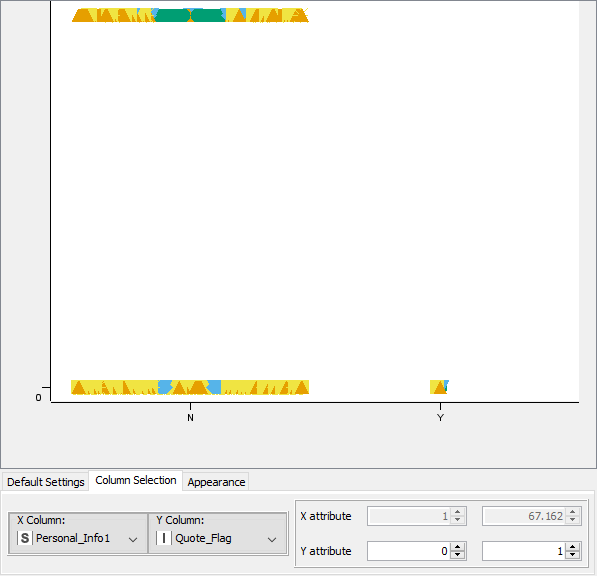 0
N Y
Default Settings Column Selection Appearance
X Column: Y Column:
S Personal_Info1 I Quote_Flag
X attribute 1 67.162
Y attribute 0 1